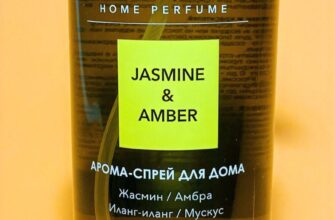 HOME PERFUME
JASMINE
&
AMBER
АРОМА-СПРЕЙ ДЛЯ ДОМА
Жасмин / Амбра
Иланг-иланг / Мускус